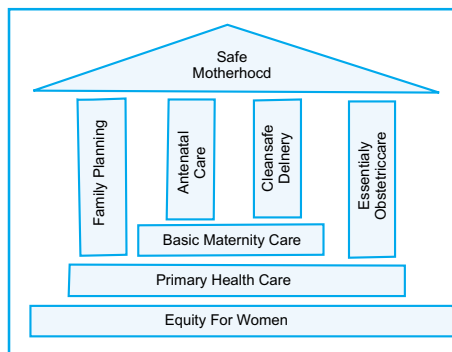 Safe
Motherhocd
Family Planning
Antenatal
Care
Cleansafe
Delnery
Essentialy
Obstetriccare
Basic Maternity Care
Primary Health Care
Equity For Women